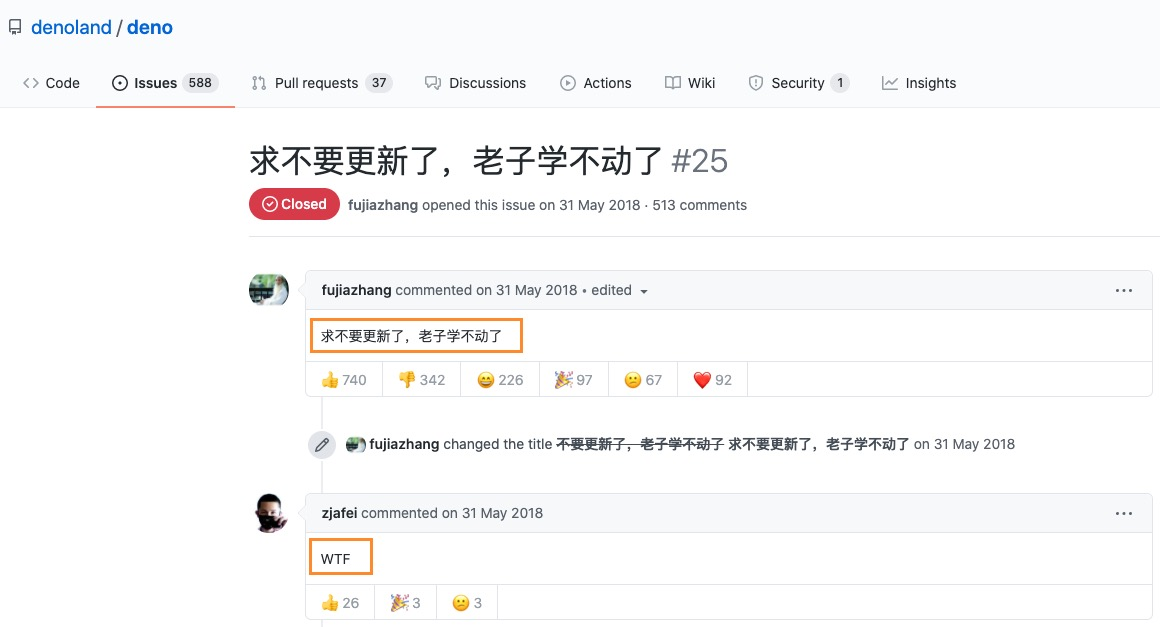 denoland / deno
Code Issues 588 Pull requests 37 Discussions Actions Wiki Security 1 Insights
求不要更新了，老子学不动了 #25
Closed fujiazhang opened this issue on 31 May 2018 · 513 comments
fujiazhang commented on 31 May 2018 • edited
求不要更新了，老子学不动了
👍 740 👎 342 😄 226 🎉 97 😕 67 ❤️ 92
fujiazhang changed the title 不要更新了，老子学不动了 求不要更新了，老子学不动了 on 31 May 2018
zjafei commented on 31 May 2018
WTF
👍 26 🎉 3 😕 3